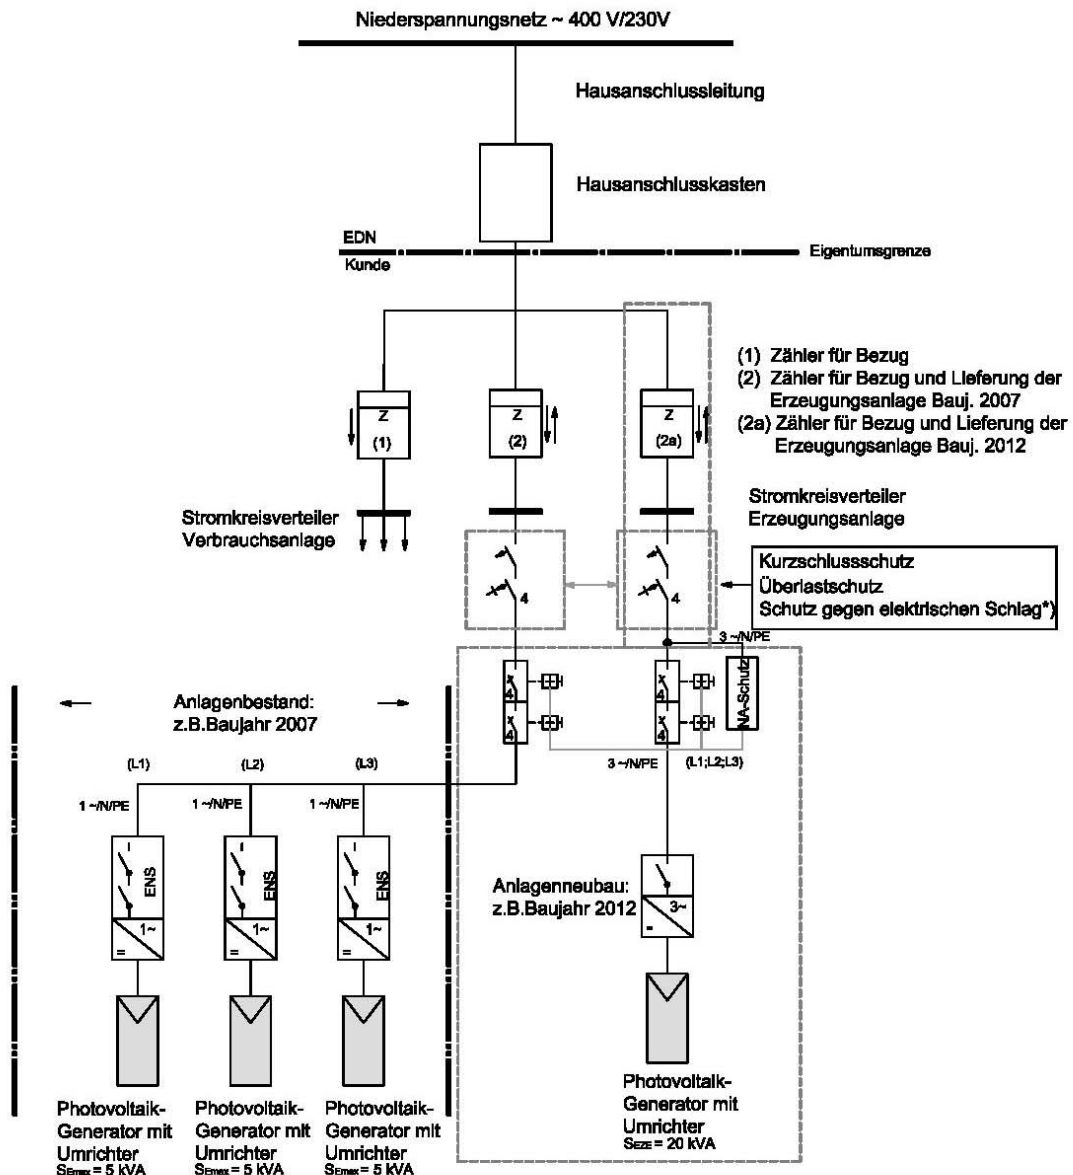 Niederspannungsnetz ~ 400 V/230V
Hausanschlussleitung
Hausanschlusskasten
EDN
Kunde
Eigentumsgrenze
(1) Zähler für Bezug
(2) Zähler für Bezug und Lieferung der
Erzeugungsanlage Bauj. 2007
(2a) Zähler für Bezug und Lieferung der
Erzeugungsanlage Bauj. 2012
Z
(1)
Z
(2)
Z
(2a)
Stromkreisverteiler
Verbrauchsanlage
Stromkreisverteiler
Erzeugungsanlage
Kurzschlussschutz
Überlastschutz
Schutz gegen elektrischen Schlag*)
4
4
3 ~/N/PE
NA-Schutz
4
4
4
4
3 ~/N/PE
(L1;L2;L3)
Anlagenbestand:
z.B.Baujahr 2007
(L1)
(L2)
(L3)
1 ~/N/PE
1 ~/N/PE
1 ~/N/PE
ENS
ENS
ENS
1~
=
1~
=
1~
=
Anlagenneubau:
z.B.Baujahr 2012
3~
=
Photovoltaik-
Generator mit
Umrichter
SEmax = 5 kVA
Photovoltaik-
Generator mit
Umrichter
SEmax = 5 kVA
Photovoltaik-
Generator mit
Umrichter
SEmax = 5 kVA
Photovoltaik-
Generator mit
Umrichter
SEZE = 20 kVA